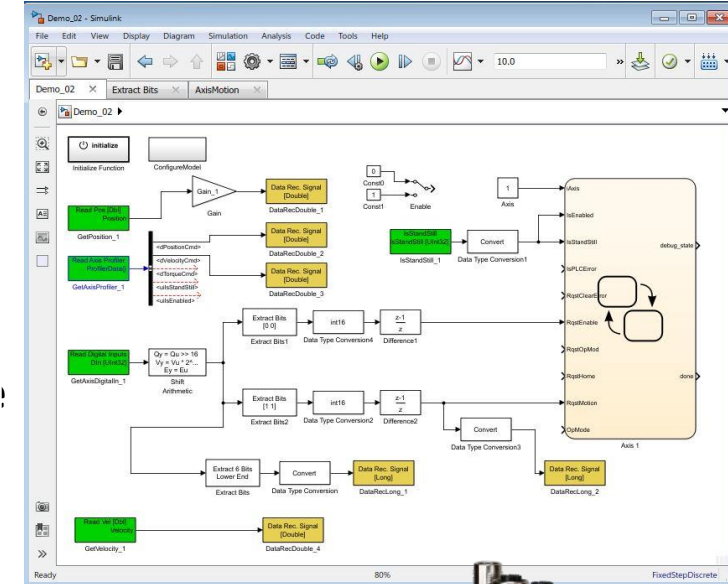 Demo_02 - Simulink
File Edit View Display Diagram Simulation Analysis Code Tools Help
10.0
»
Demo_02 × Extract Bits × AxisMotion ×
Demo_02
initialize
Initialize Function
ConfigureModel
Read Pos [Dbl]
Position
GetPosition_1
Gain_1
Gain
Data Rec. Signal
[Double]
DataRecDouble_1
0
Const0
1
Const1
Enable
1
Axis
Read Axis Profiler
ProfilerData[]
GetAxisProfiler_1
<dPositionCmd>
<dVelocityCmd>
<dTorqueCmd>
<uiIsStandStill>
<uiIsEnabled>
Data Rec. Signal
[Double]
DataRecDouble_2
Data Rec. Signal
[Double]
DataRecDouble_3
IsStandStill
IsStandStill [UInt32]
IsStandStill_1
Convert
Data Type Conversion1
iAxis
IsEnabled
IsStandStill
IsPLCError
RqstClearError
RqstEnable
RqstOpMod
RqstHome
RqstMotion
OpMode
debug_state
done
Axis 1
Read Digital Inputs
DIn [UInt32]
GetAxisDigitalIn_1
Qy = Qu >> 16
Vy = Vu * 2^...
Ey = Eu
Shift
Arithmetic
Extract Bits
[0 0]
Extract Bits1
int16
Data Type Conversion4
z-1
z
Difference1
Extract Bits
[1 1]
Extract Bits2
int16
Data Type Conversion2
z-1
z
Difference2
Convert
Data Type Conversion3
Extract 6 Bits
Lower End
Extract Bits
Convert
Data Type Conversion
Data Rec. Signal
[Long]
DataRecLong_1
Data Rec. Signal
[Long]
DataRecLong_2
Read Vel [Dbl]
Velocity
GetVelocity_1
Data Rec. Signal
[Double]
DataRecDouble_4
»
Ready 80% FixedStepDiscrete